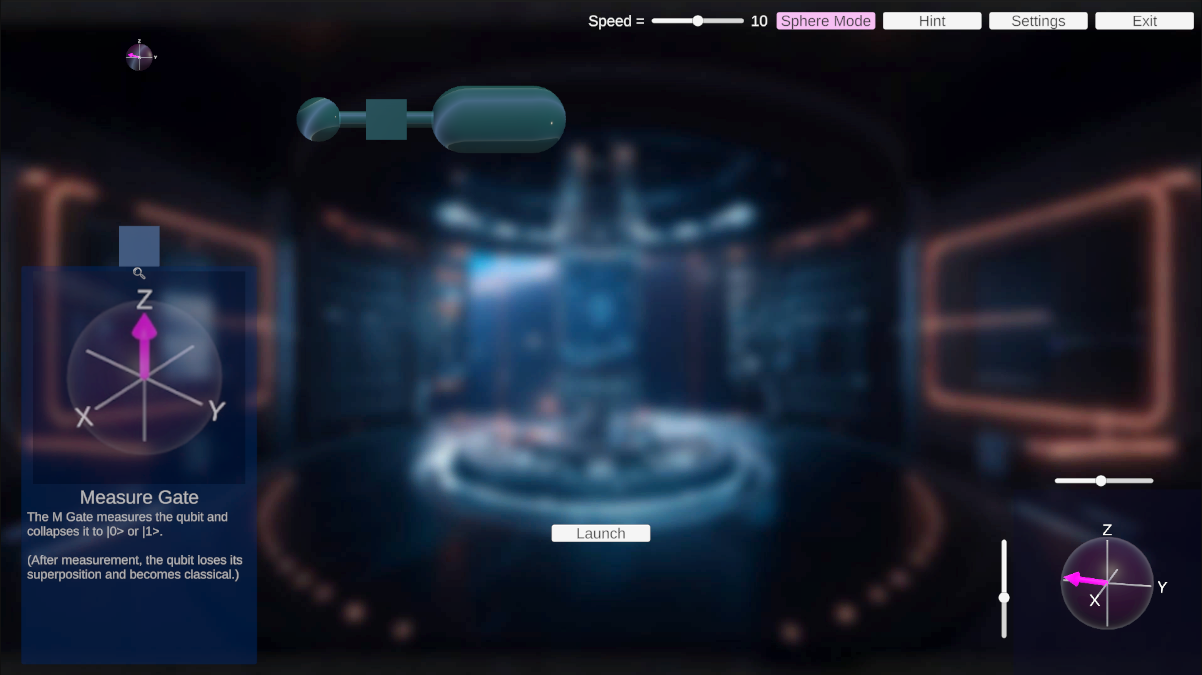 Speed = 10 Sphere Mode Hint Settings Exit
Z
Y
Z
X Y
Measure Gate
The M Gate measures the qubit and
collapses it to |0> or |1>.
(After measurement, the qubit loses its
superposition and becomes classical.)
Launch
Z
Y
X